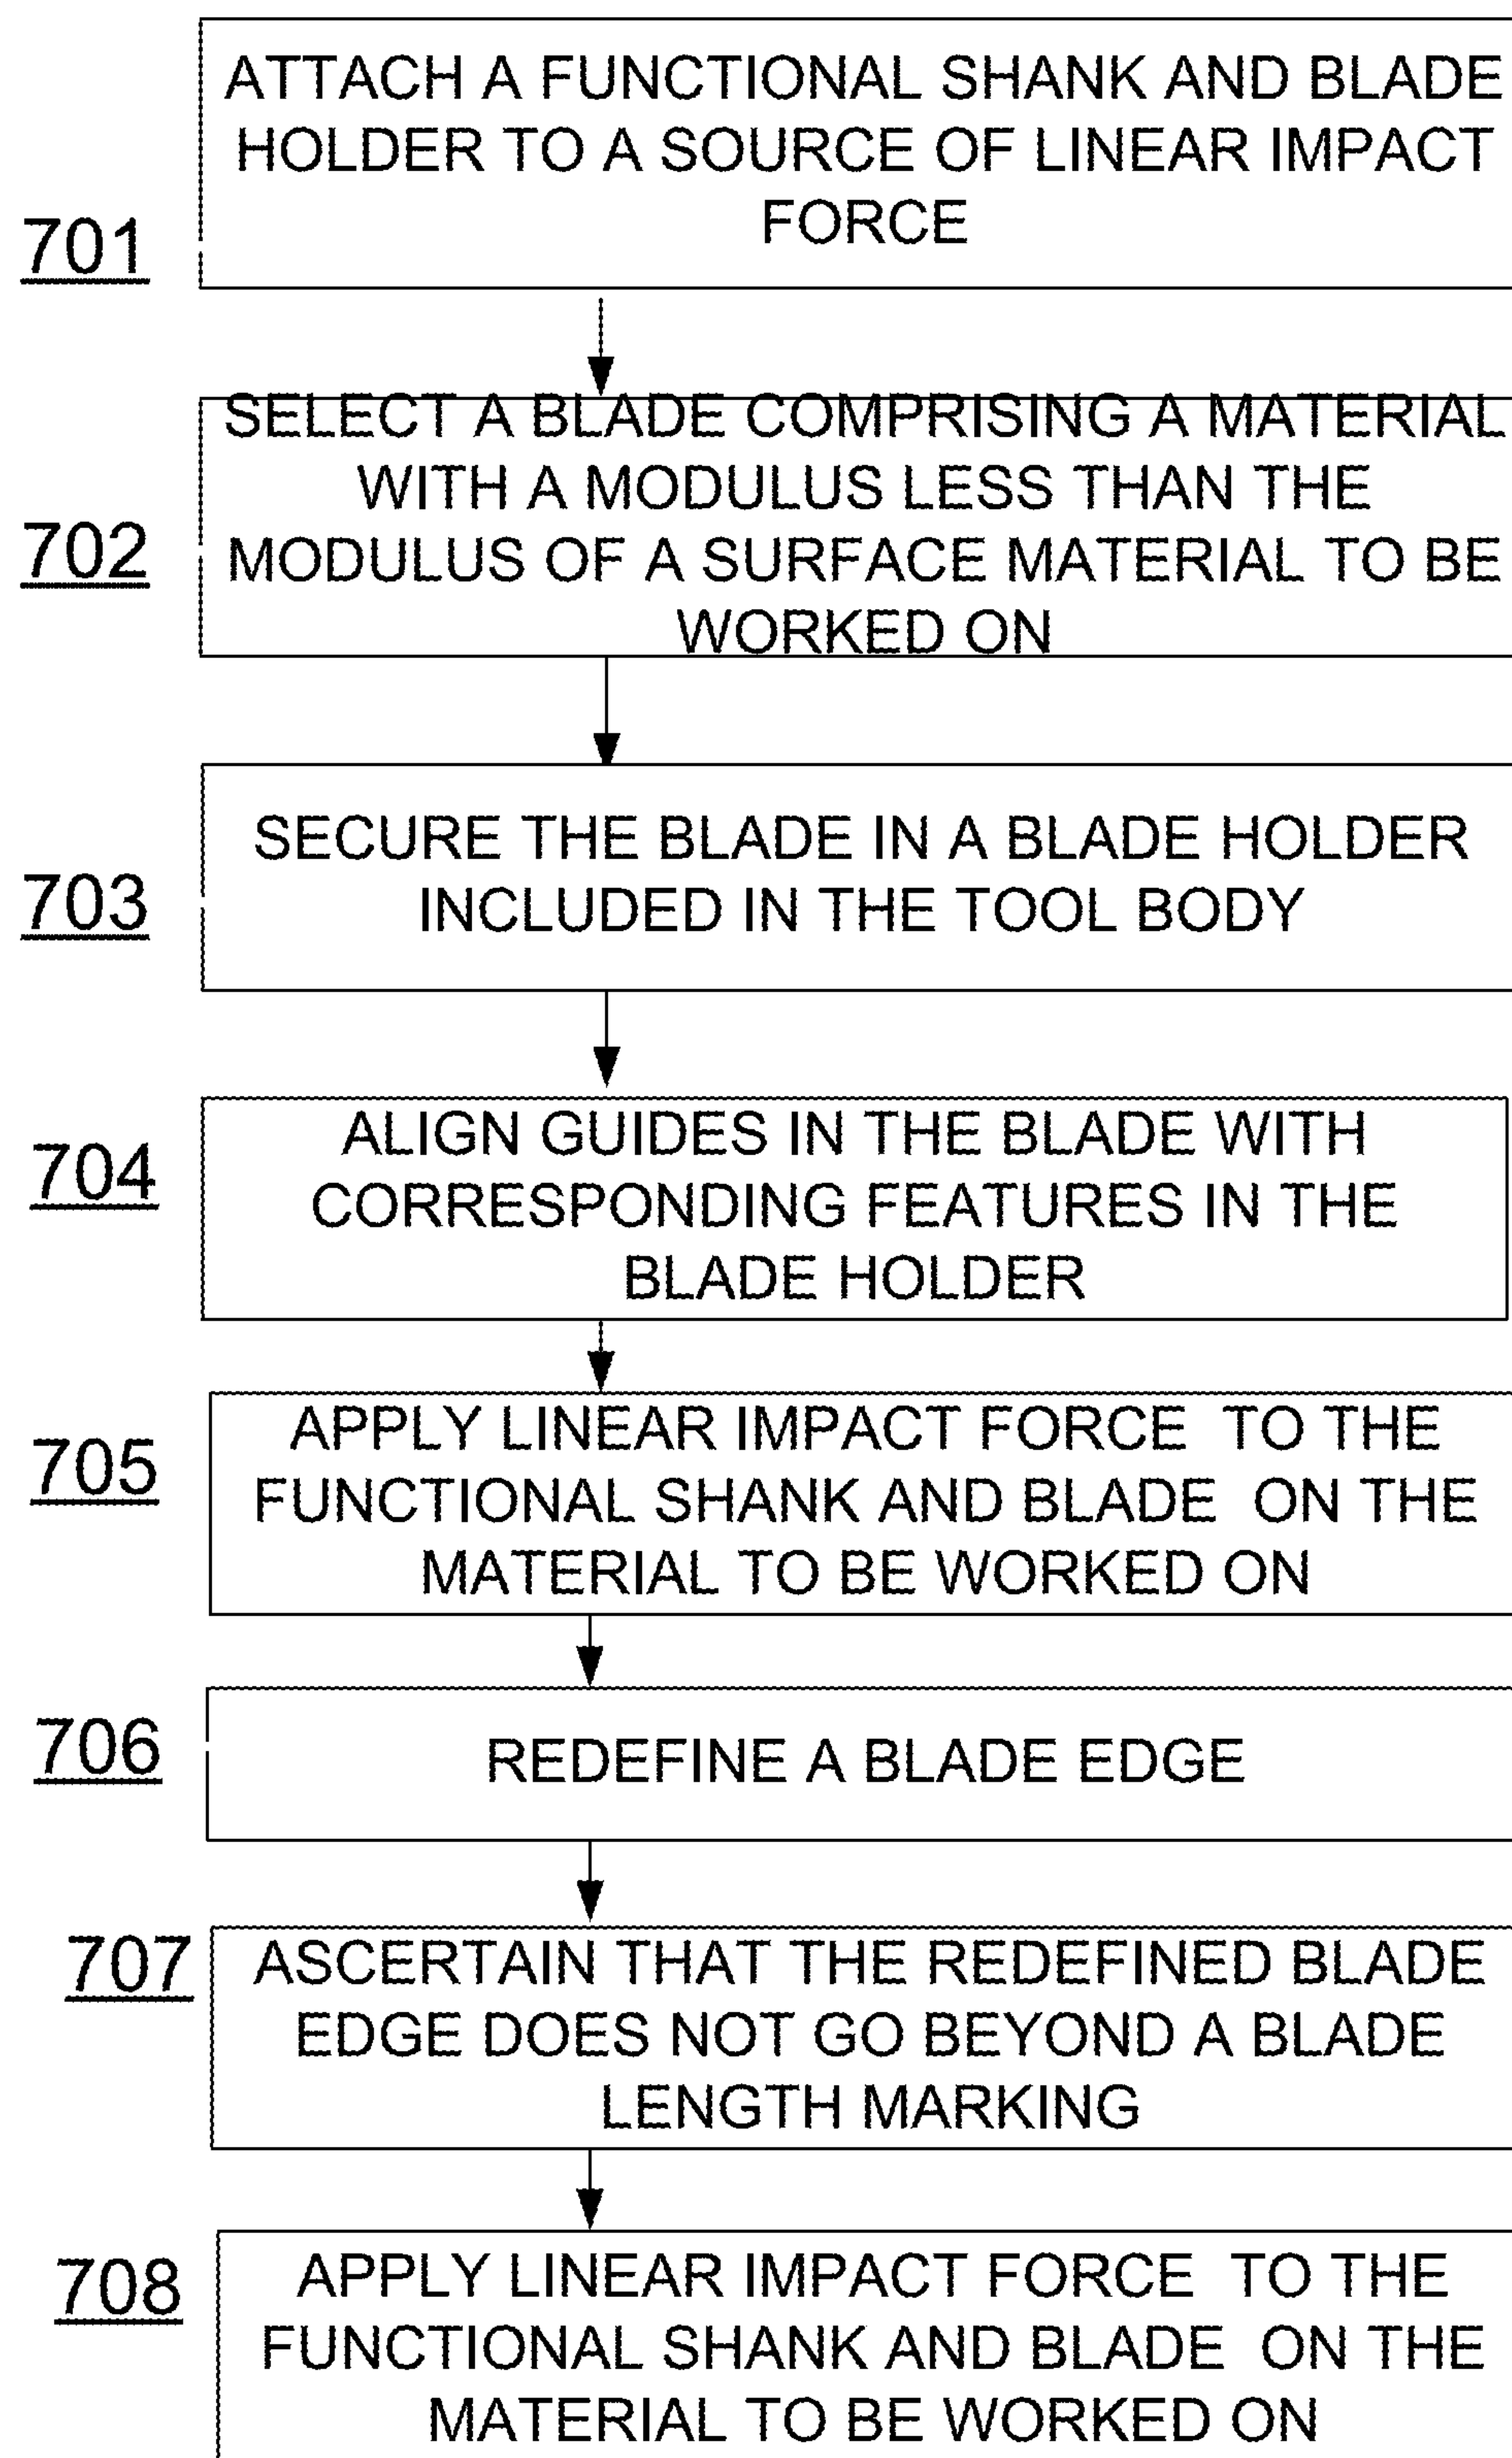 ATTACH A FUNCTIONAL SHANK AND BLADE
HOLDER TO A SOURCE OF LINEAR IMPACT
FORCE
701
SELECT A BLADE COMPRISING A MATERIAL
WITH A MODULUS LESS THAN THE
MODULUS OF A SURFACE MATERIAL TO BE
WORKED ON
702
SECURE THE BLADE IN A BLADE HOLDER
INCLUDED IN THE TOOL BODY
703
ALIGN GUIDES IN THE BLADE WITH
CORRESPONDING FEATURES IN THE
BLADE HOLDER
704
APPLY LINEAR IMPACT FORCE TO THE
FUNCTIONAL SHANK AND BLADE ON THE
MATERIAL TO BE WORKED ON
705
REDEFINE A BLADE EDGE
706
ASCERTAIN THAT THE REDEFINED BLADE
EDGE DOES NOT GO BEYOND A BLADE
LENGTH MARKING
707
APPLY LINEAR IMPACT FORCE TO THE
FUNCTIONAL SHANK AND BLADE ON THE
MATERIAL TO BE WORKED ON
708